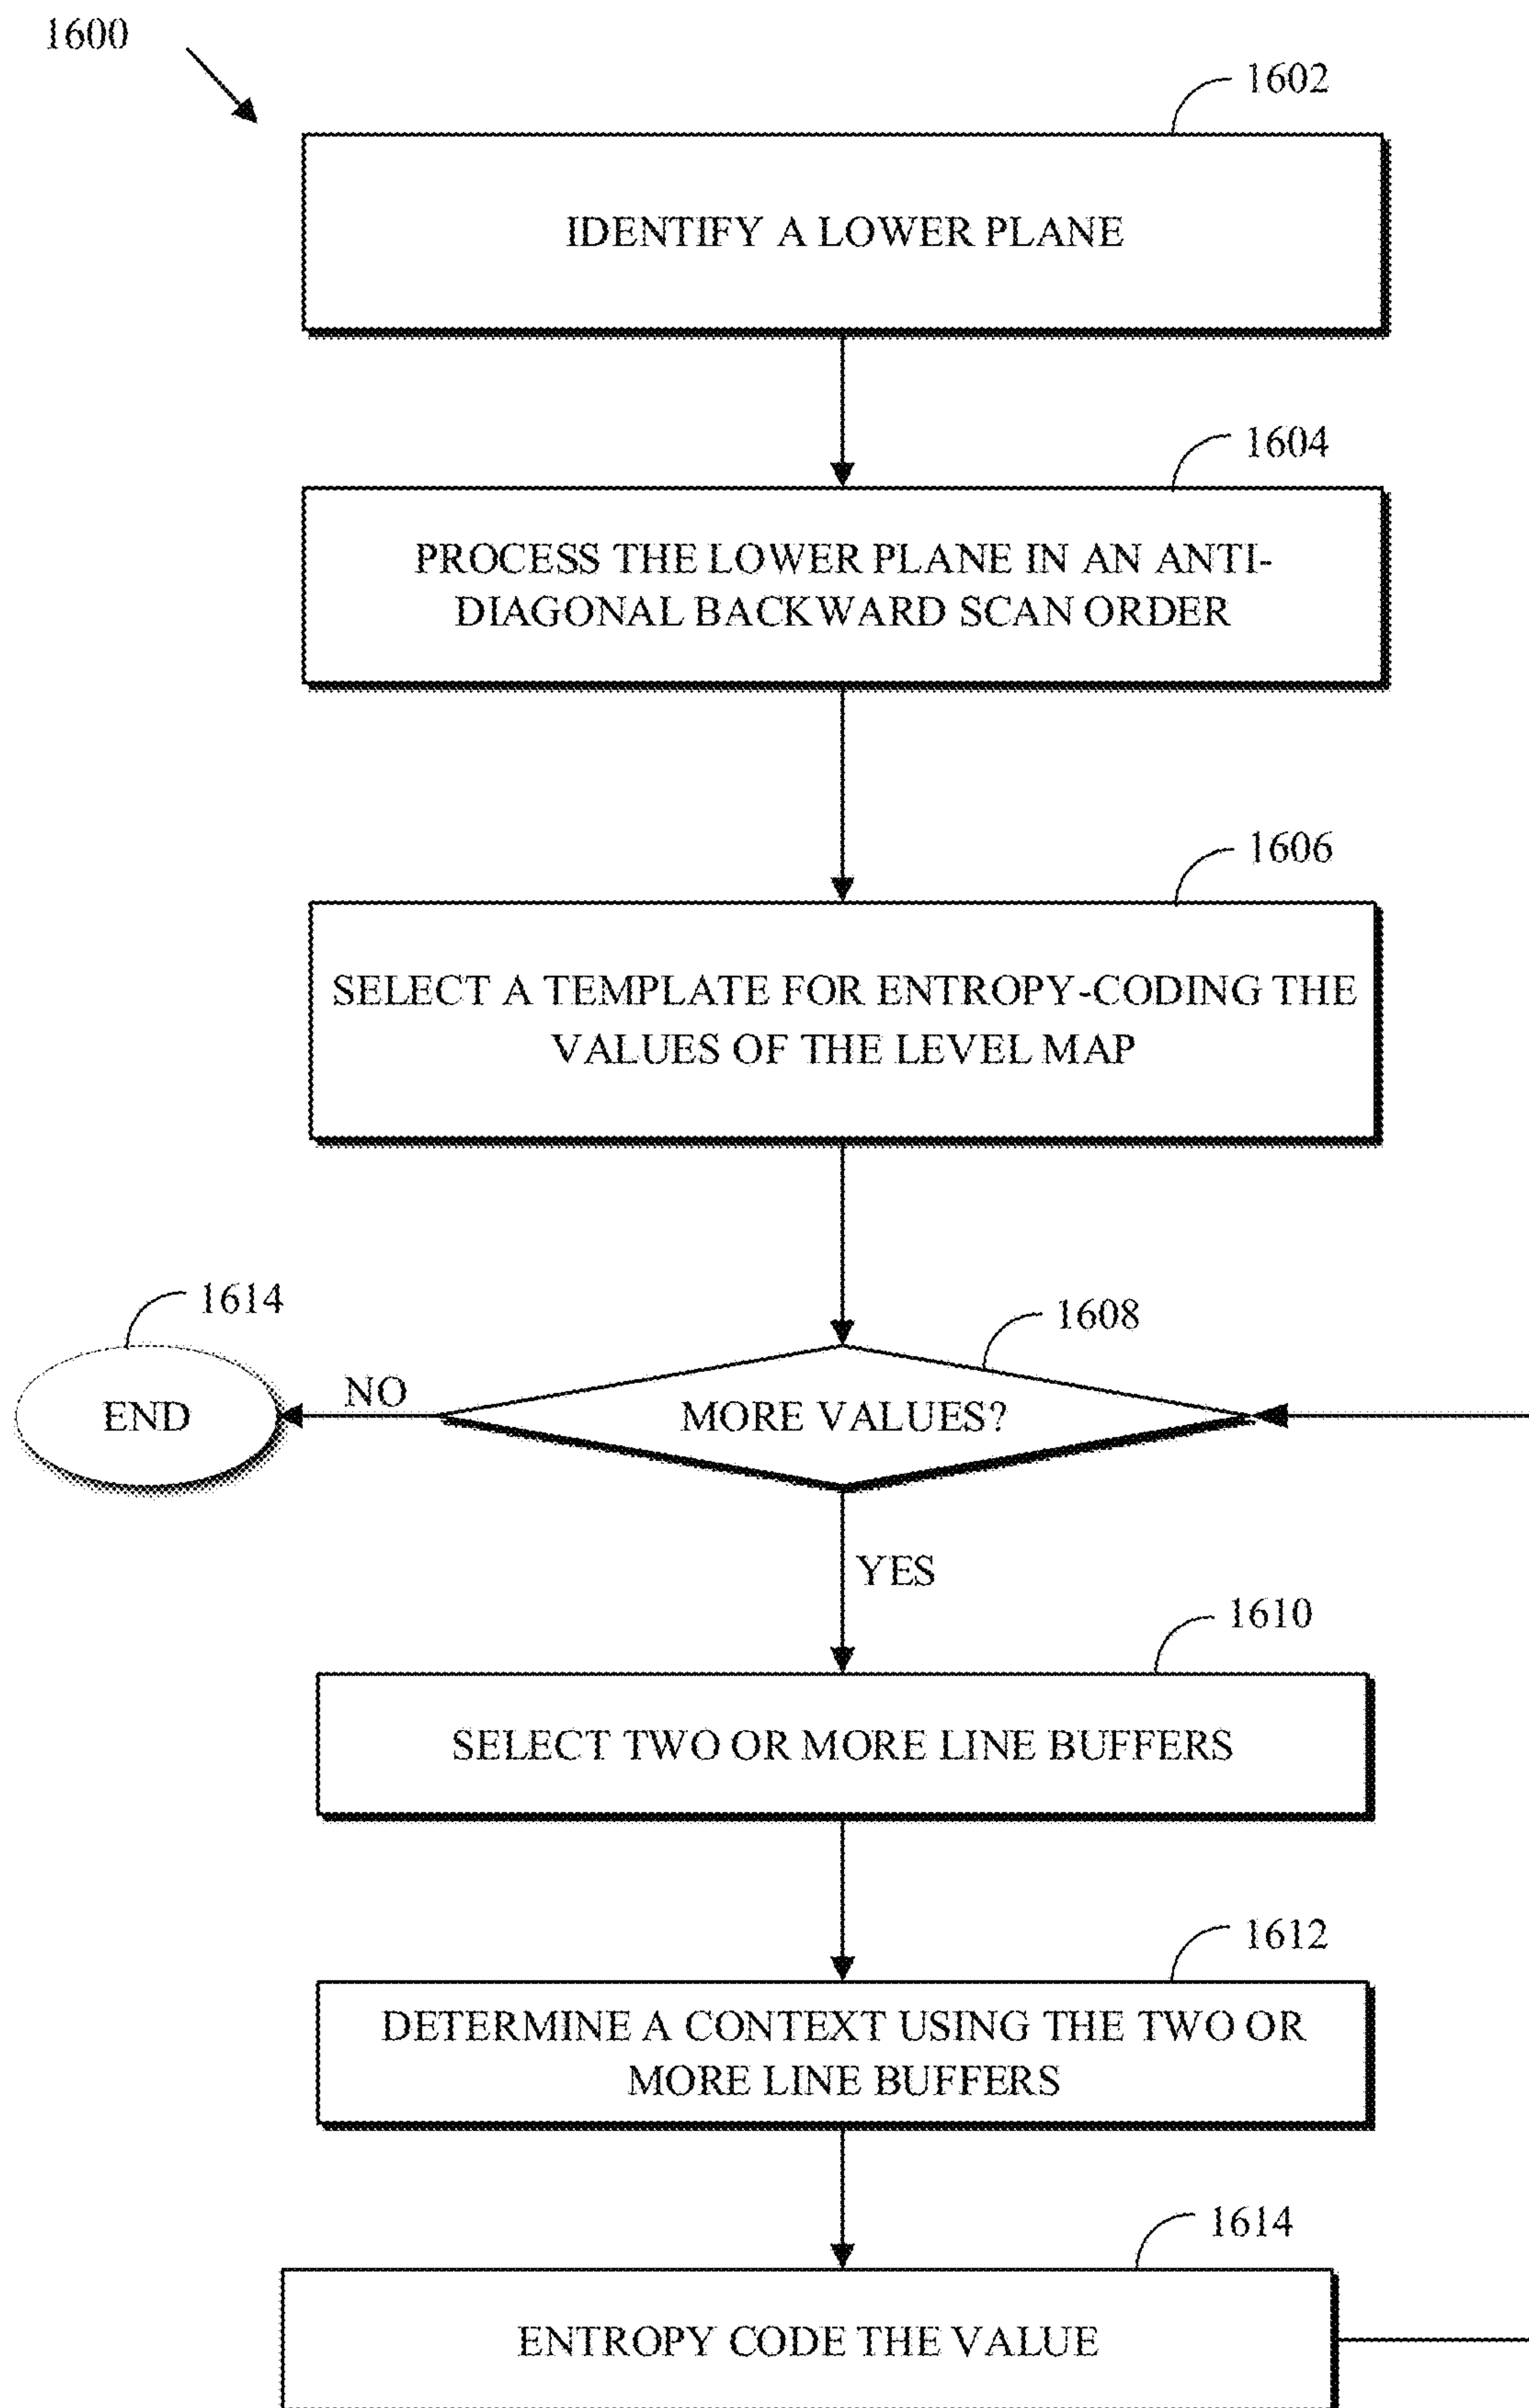 1600
1602
IDENTIFY A LOWER PLANE
1604
PROCESS THE LOWER PLANE IN AN ANTI-
DIAGONAL BACKWARD SCAN ORDER
1606
SELECT A TEMPLATE FOR ENTROPY-CODING THE
VALUES OF THE LEVEL MAP
1614
1608
END
NO
MORE VALUES?
YES
1610
SELECT TWO OR MORE LINE BUFFERS
1612
DETERMINE A CONTEXT USING THE TWO OR
MORE LINE BUFFERS
1614
ENTROPY CODE THE VALUE